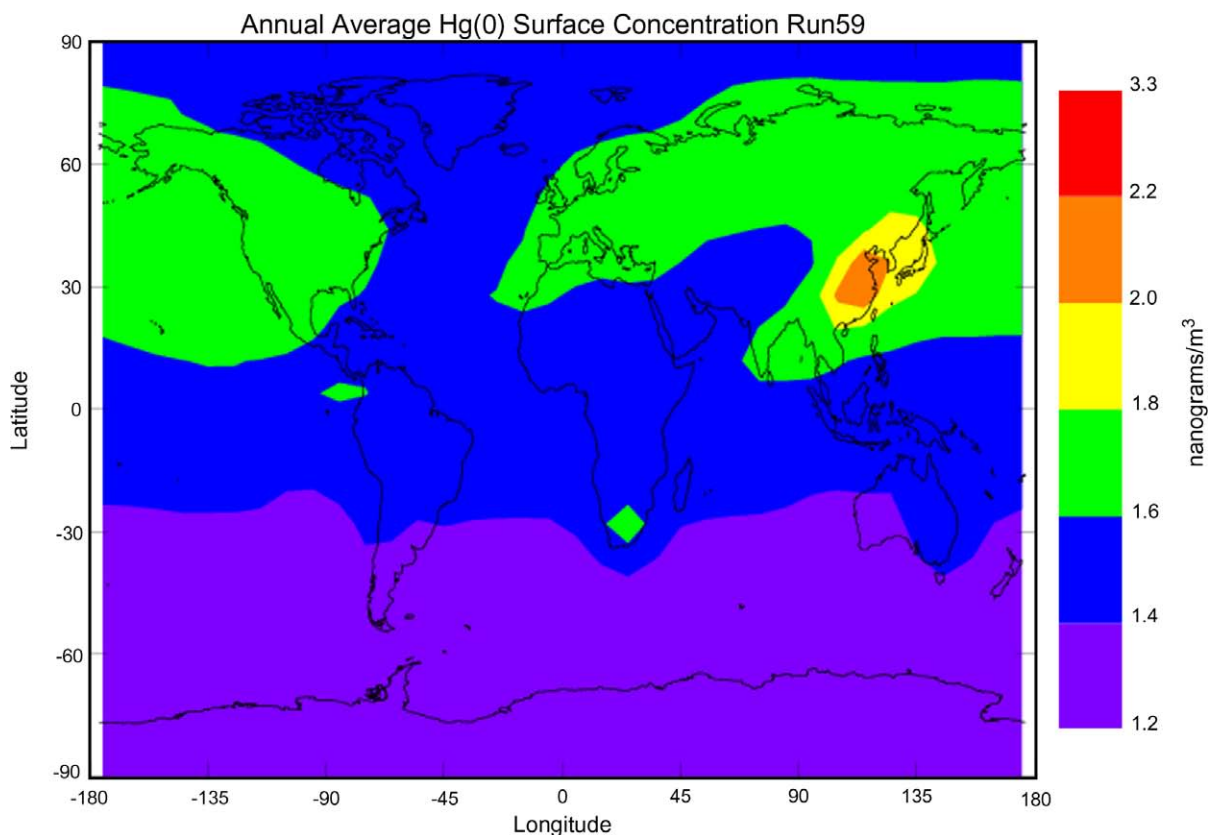 Annual Average Hg(0) Surface Concentration Run59
90
60
30
0
-30
-60
-90
Latitude
-180 -135 -90 -45 0 45 90 135 180
Longitude
3.3
2.2
2.0
1.8
1.6
1.4
1.2
nanograms/m³